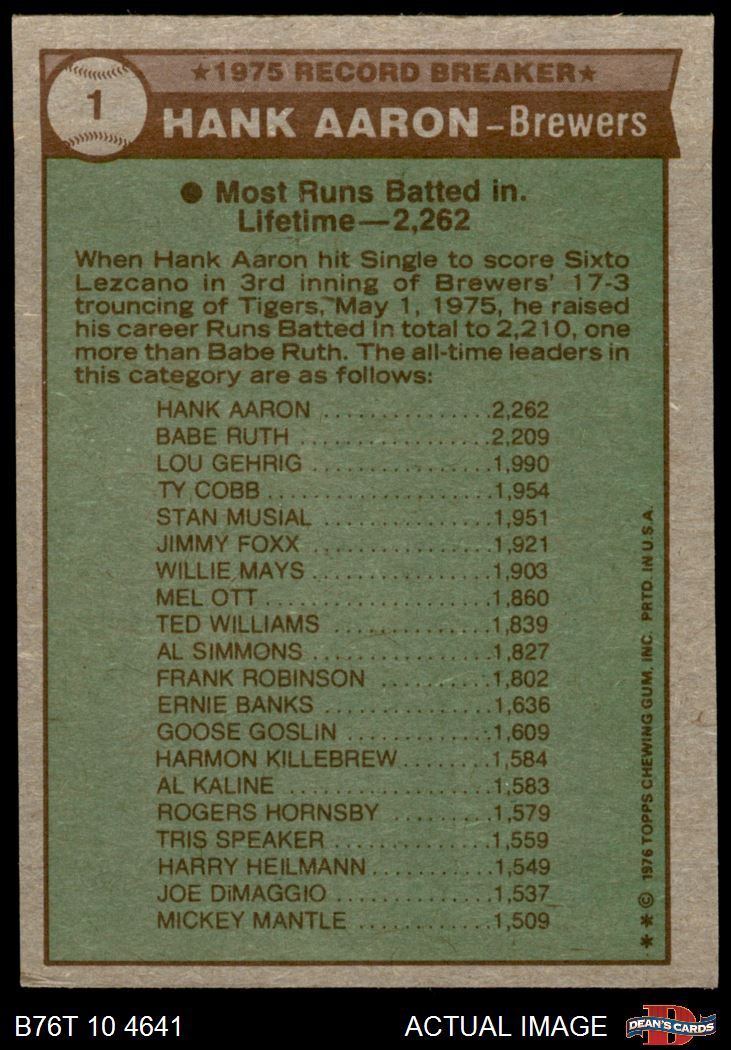 ★1975 RECORD BREAKER★
1
HANK AARON – Brewers
● Most Runs Batted in.
Lifetime—2,262
When Hank Aaron hit Single to score Sixto
Lezcano in 3rd inning of Brewers' 17-3
trouncing of Tigers, May 1, 1975, he raised
his career Runs Batted In total to 2,210, one
more than Babe Ruth. The all-time leaders in
this category are as follows:
HANK AARON ............... 2,262
BABE RUTH ................. 2,209
LOU GEHRIG ................ 1,990
TY COBB .................... 1,954
STAN MUSIAL ............... 1,951
JIMMY FOXX ................ 1,921
WILLIE MAYS ................ 1,903
MEL OTT .................... 1,860
TED WILLIAMS .............. 1,839
AL SIMMONS ................ 1,827
FRANK ROBINSON .......... 1,802
ERNIE BANKS ............... 1,636
GOOSE GOSLIN ............. 1,609
HARMON KILLEBREW ........ 1,584
AL KALINE .................. 1,583
ROGERS HORNSBY ......... 1,579
TRIS SPEAKER .............. 1,559
HARRY HEILMANN ........... 1,549
JOE DiMAGGIO .............. 1,537
MICKEY MANTLE ............ 1,509
★ ★ © 1976 TOPPS CHEWING GUM, INC. PRTD. IN U.S.A.
B76T 10 4641
ACTUAL IMAGE
D
DEAN'S CARDS